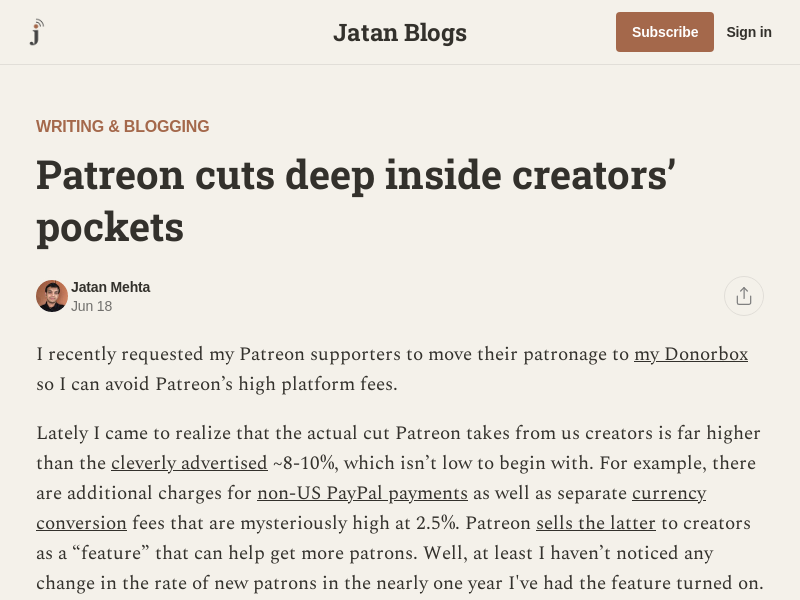 j
Jatan Blogs
Subscribe
Sign in
WRITING & BLOGGING
Patreon cuts deep inside creators’
pockets
Jatan Mehta
Jun 18
I recently requested my Patreon supporters to move their patronage to my Donorbox
so I can avoid Patreon’s high platform fees.
Lately I came to realize that the actual cut Patreon takes from us creators is far higher
than the cleverly advertised ~8-10%, which isn’t low to begin with. For example, there
are additional charges for non-US PayPal payments as well as separate currency
conversion fees that are mysteriously high at 2.5%. Patreon sells the latter to creators
as a “feature” that can help get more patrons. Well, at least I haven’t noticed any
change in the rate of new patrons in the nearly one year I've had the feature turned on.